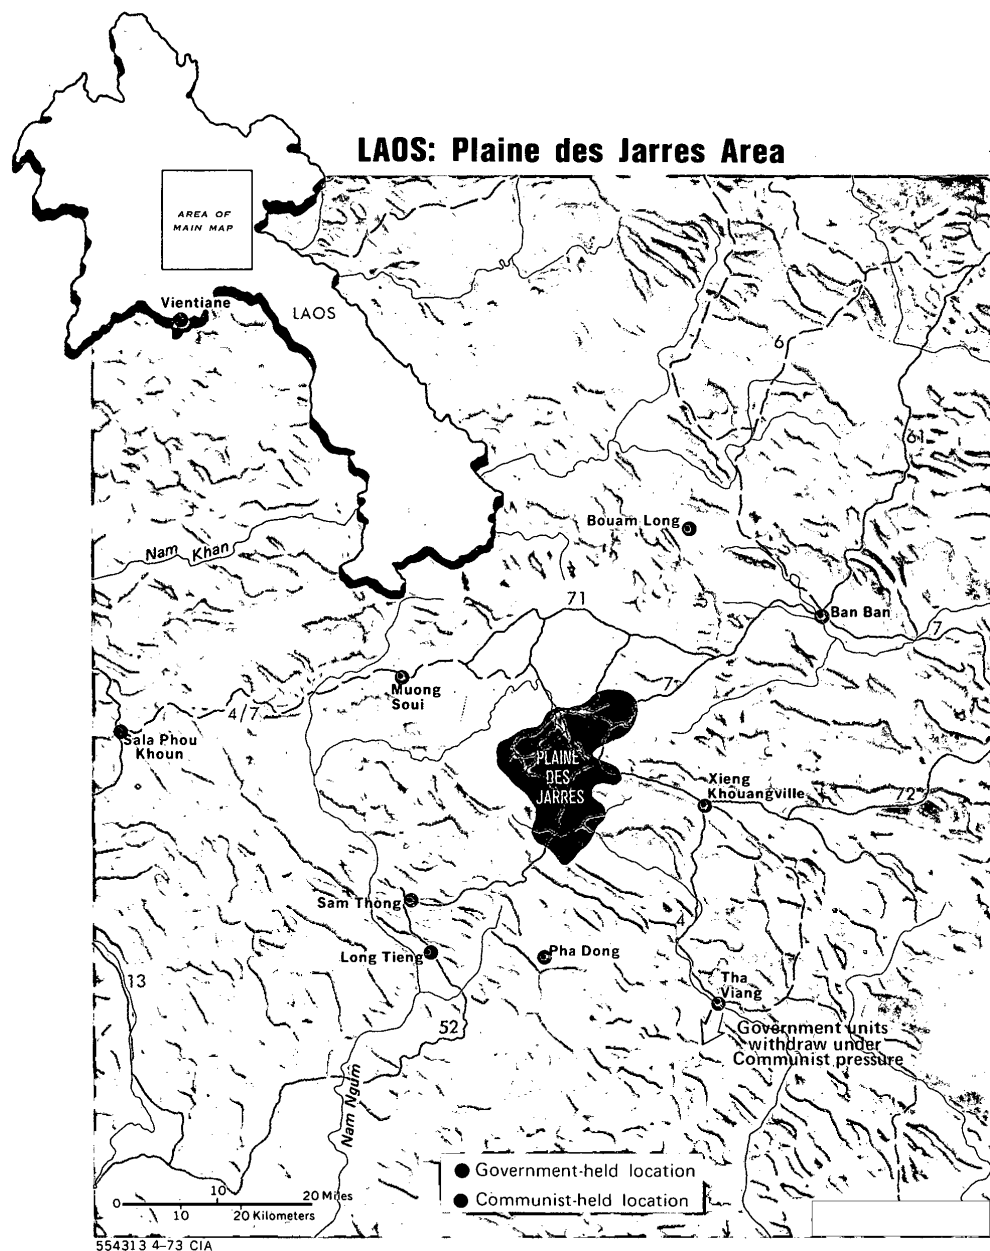 LAOS: Plaine des Jarres Area
AREA OF
MAIN MAP
Vientiane
LAOS
6
61
Bouam Long
Nam Khan
71
Ban Ban
7
Muong
Soui
7
4/7
Sala Phou
Khoun
PLAINE
DES
JARRES
Xieng
Khouangville
72
Sam Thong
4
Long Tieng
Pha Dong
13
Tha
Viang
52
Government units
withdraw under
Communist pressure
Nam Ngum
Government-held location
Communist-held location
0 10 20 Miles
10 20 Kilometers
554313 4-73 CIA